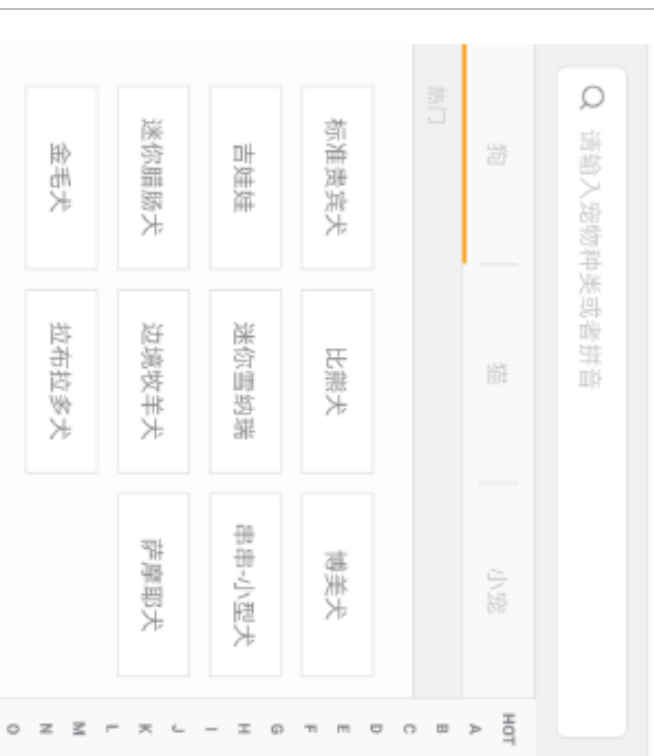 请输入宠物种类或者拼音
狗 猫 小宠
热门
标准贵宾犬 比熊犬 博美犬
吉娃娃 迷你雪纳瑞 串串-小型犬
迷你腊肠犬 边境牧羊犬 萨摩耶犬
金毛犬 拉布拉多犬
HOT
A
B
C
D
E
F
G
H
I
J
K
L
M
N
O